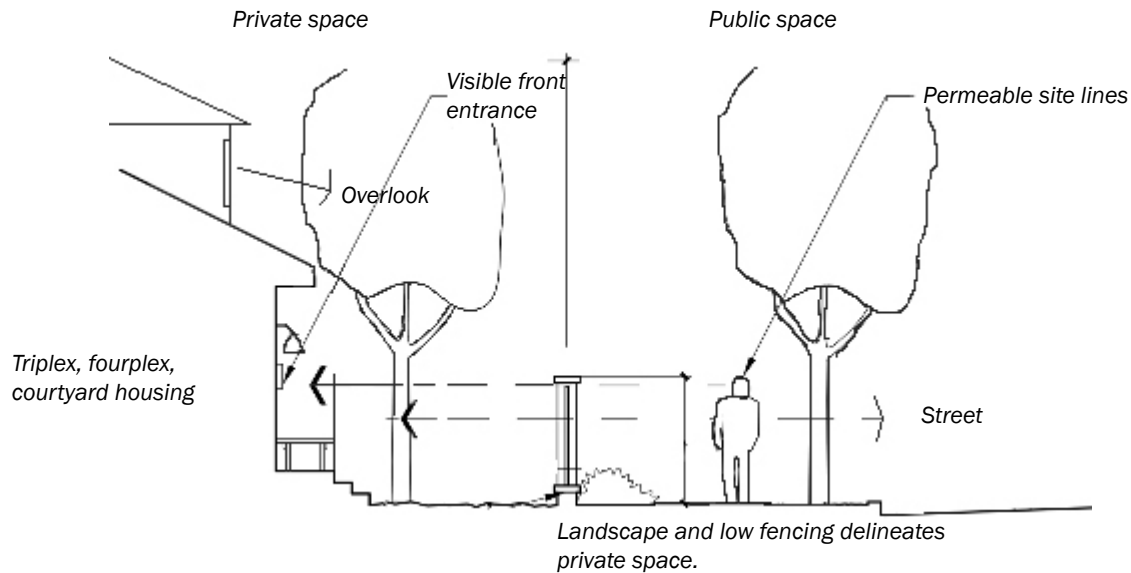 Private space
Public space
Visible front
entrance
Permeable site lines
Overlook
Triplex, fourplex,
courtyard housing
Street
Landscape and low fencing delineates
private space.